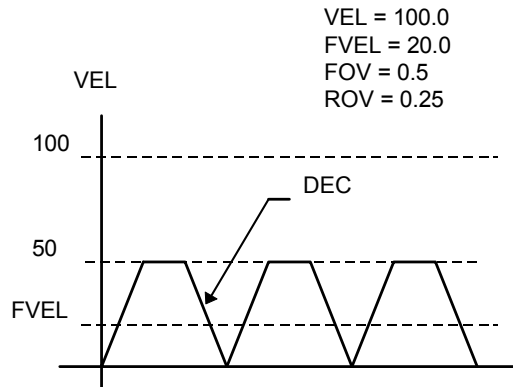 VEL = 100.0
FVEL = 20.0
FOV = 0.5
ROV = 0.25
VEL
100
DEC
50
FVEL